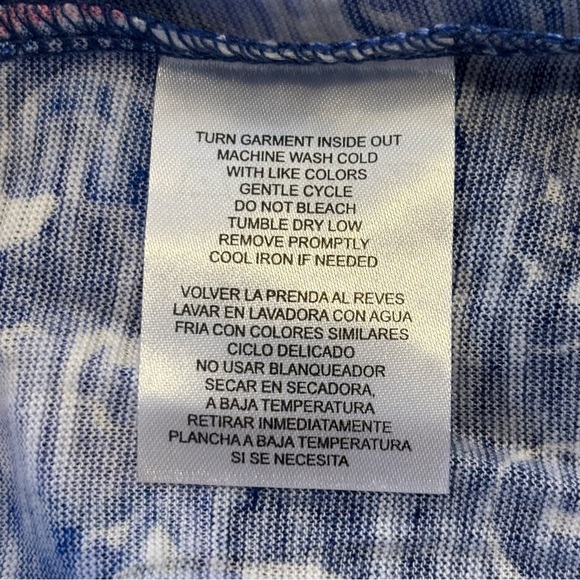 TURN GARMENT INSIDE OUT
MACHINE WASH COLD
WITH LIKE COLORS
GENTLE CYCLE
DO NOT BLEACH
TUMBLE DRY LOW
REMOVE PROMPTLY
COOL IRON IF NEEDED
VOLVER LA PRENDA AL REVES
LAVAR EN LAVADORA CON AGUA
FRIA CON COLORES SIMILARES
CICLO DELICADO
NO USAR BLANQUEADOR
SECAR EN SECADORA,
A BAJA TEMPERATURA
RETIRAR INMEDIATAMENTE
PLANCHA A BAJA TEMPERATURA
SI SE NECESITA